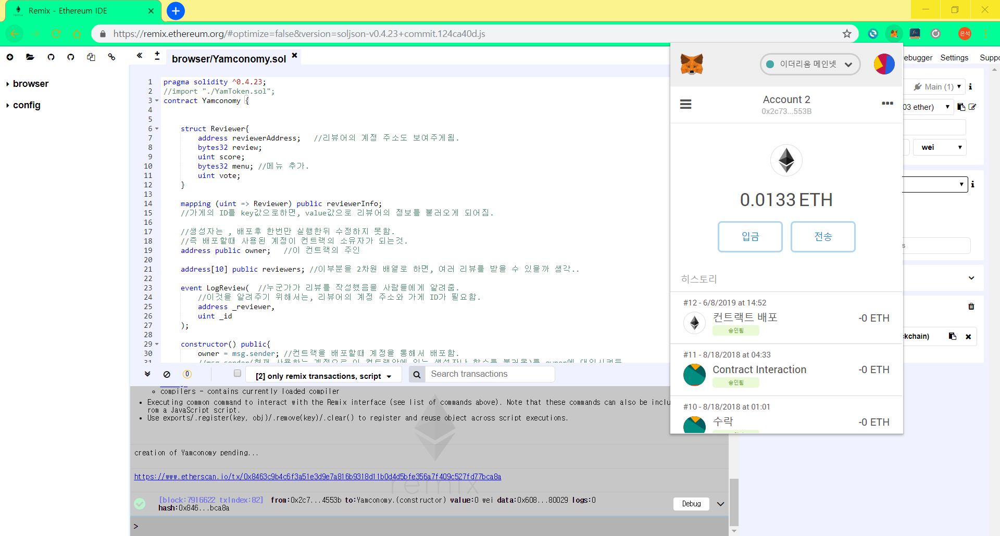 Remix - Ethereum IDE
https://remix.ethereum.org/#optimize=false&version=soljson-v0.4.23+commit.124ca40d.js
은석
browser/Yamconomy.sol
browser
config
1 pragma solidity ^0.4.23;
2 //import "./YamToken.sol";
3 contract Yamconomy {
4
5
6 struct Reviewer{
7 address reviewerAddress; //리뷰어의 계정 주소도 보여주게됨.
8 bytes32 review;
9 uint score;
10 bytes32 menu; //메뉴 추가.
11 uint vote;
12 }
13
14 mapping (uint => Reviewer) public reviewerInfo;
15 //가게의 ID를 key값으로하면, value값으로 리뷰어의 정보를 불러오게 되어짐.
16
17 //생성자는 , 배포후 한번만 실행한뒤 수정하지 못함.
18 //즉 배포할때 사용된 계정이 컨트랙의 소유자가 되는것.
19 address public owner; //이 컨트랙의 주인
20
21 address[10] public reviewers; //이부분을 2차원 배열로 하면, 여러 리뷰를 받을 수 있을까 생각..
22
23 event LogReview( //누군가가 리뷰를 작성했음을 사람들에게 알려줌.
24 //이것을 알려주기 위해서는, 리뷰어의 계정 주소와 가게 ID가 필요함.
25 address _reviewer,
26 uint _id
27 );
28
29 constructor() public{
30 owner = msg.sender; //컨트랙을 배포할때 계정을 통해서 배포함.
0
[2] only remix transactions, script
Search transactions
compilers - contains currently loaded compiler
Executing common command to interact with the Remix interface (see list of commands above). Note that these commands can also be inclu
rom a JavaScript script.
Use exports/.register(key, obj)/.remove(key)/.clear() to register and reuse object across script executions.
creation of Yamconomy pending...
https://www.etherscan.io/tx/0x8463c9b4c6f3a51e3d9e7a816b9318d11b0d4d5bfe356a7f409c527fd77bca8a
remix
[block:7916622 txIndex:82] from:0x2c7...4553b to:Yamconomy.(constructor) value:0 wei data:0x608...80029 logs:0
hash:0x846...bca8a
Debug
>
이더리움 메인넷
Account 2
0x2c73...553B
0.0133 ETH
입금
전송
히스토리
#12 - 6/8/2019 at 14:52
컨트랙트 배포
-0 ETH
승인됨
#11 - 8/18/2018 at 04:33
Contract Interaction
-0 ETH
승인됨
#10 - 8/18/2018 at 01:01
수락
-0 ETH
ebugger Settings Suppo
Main (1)
03 ether)
wei
s
kchain)